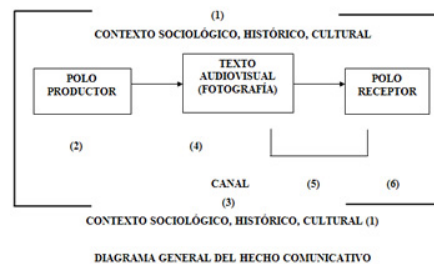 (1)
CONTEXTO SOCIOLÓGICO, HISTÓRICO, CULTURAL
POLO
PRODUCTOR
TEXTO
AUDIOVISUAL
(FOTOGRAFÍA)
POLO
RECEPTOR
(2)
(4)
CANAL
(5)
(6)
(3)
CONTEXTO SOCIOLÓGICO, HISTÓRICO, CULTURAL (1)
DIAGRAMA GENERAL DEL HECHO COMUNICATIVO